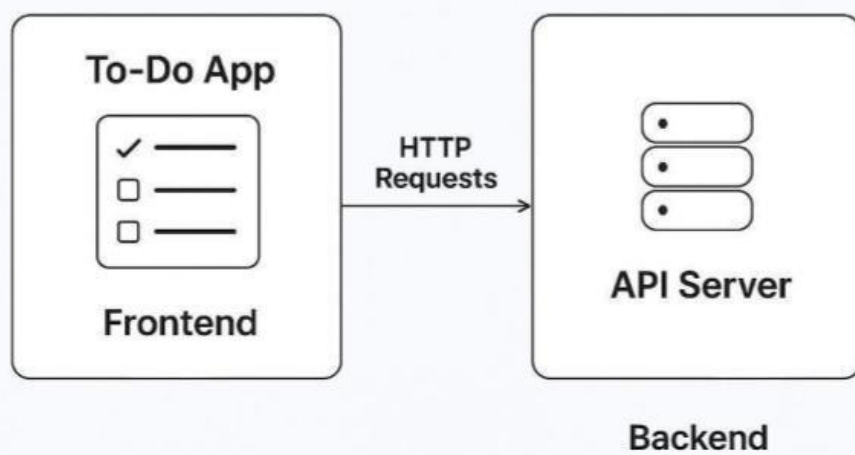 To-Do App
Frontend
HTTP
Requests
API Server
Backend